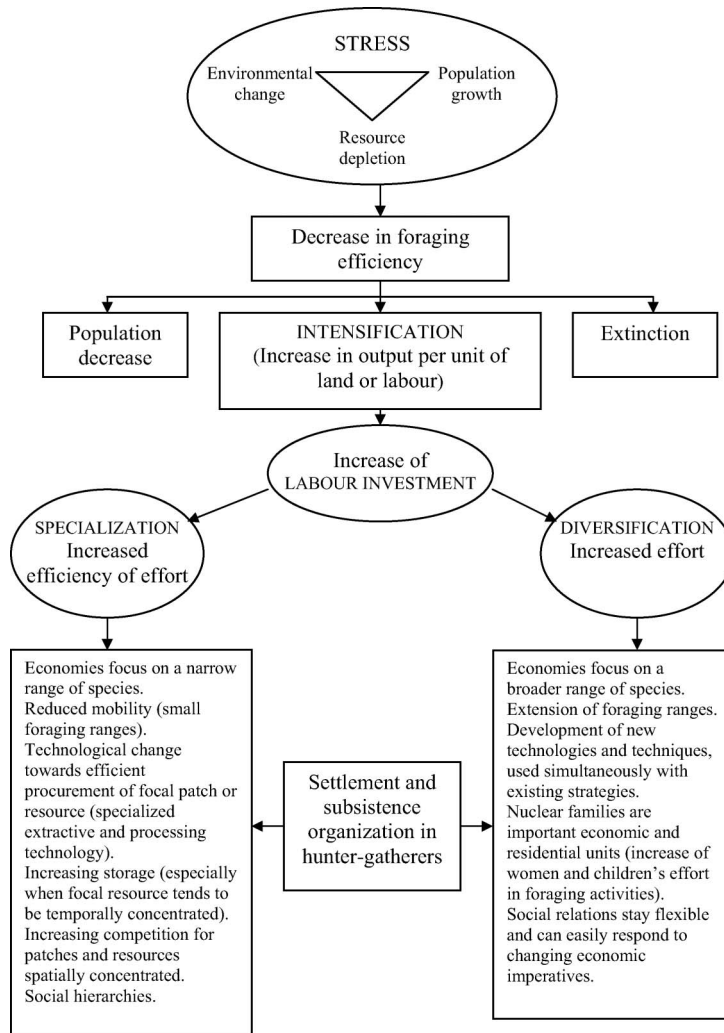 STRESS
Environmental change
Population growth
Resource depletion
Decrease in foraging
efficiency
Population
decrease
INTENSIFICATION
(Increase in output per unit of
land or labour)
Extinction
Increase of
LABOUR INVESTMENT
SPECIALIZATION
Increased
efficiency of effort
DIVERSIFICATION
Increased effort
Economies focus on a narrow
range of species.
Reduced mobility (small
foraging ranges).
Technological change
towards efficient
procurement of focal patch or
resource (specialized
extractive and processing
technology).
Increasing storage (especially
when focal resource tends to
be temporally concentrated).
Increasing competition for
patches and resources
spatially concentrated.
Social hierarchies.
Settlement and
subsistence
organization in
hunter-gatherers
Economies focus on a
broader range of species.
Extension of foraging ranges.
Development of new
technologies and techniques,
used simultaneously with
existing strategies.
Nuclear families are
important economic and
residential units (increase of
women and children’s effort
in foraging activities).
Social relations stay flexible
and can easily respond to
changing economic
imperatives.